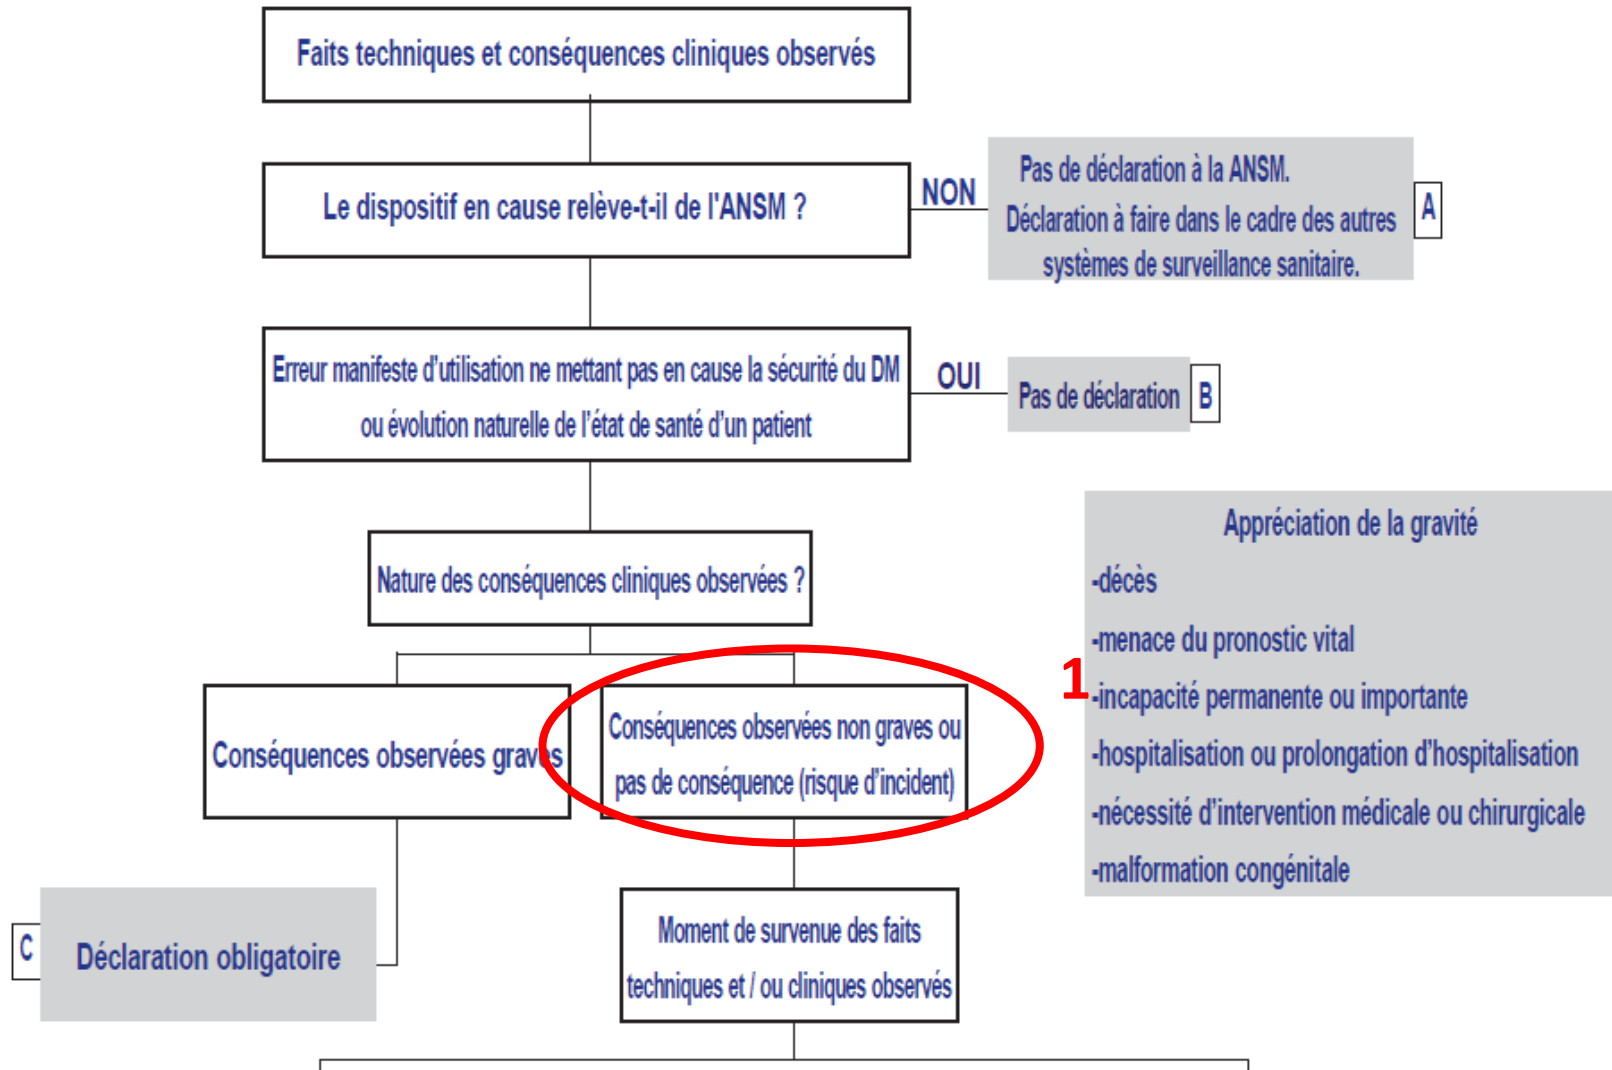 Faits techniques et conséquences cliniques observés
Le dispositif en cause relève-t-il de l'ANSM ?
NON
Pas de déclaration à la ANSM.
Déclaration à faire dans le cadre des autres
systèmes de surveillance sanitaire.
A
Erreur manifeste d'utilisation ne mettant pas en cause la sécurité du DM
ou évolution naturelle de l'état de santé d'un patient
OUI
Pas de déclaration
B
Nature des conséquences cliniques observées ?
Appréciation de la gravité
-décès
-menace du pronostic vital
1
-incapacité permanente ou importante
-hospitalisation ou prolongation d'hospitalisation
-nécessité d'intervention médicale ou chirurgicale
-malformation congénitale
Conséquences observées graves
Conséquences observées non graves ou
pas de conséquence (risque d'incident)
C
Déclaration obligatoire
Moment de survenue des faits
techniques et / ou cliniques observés